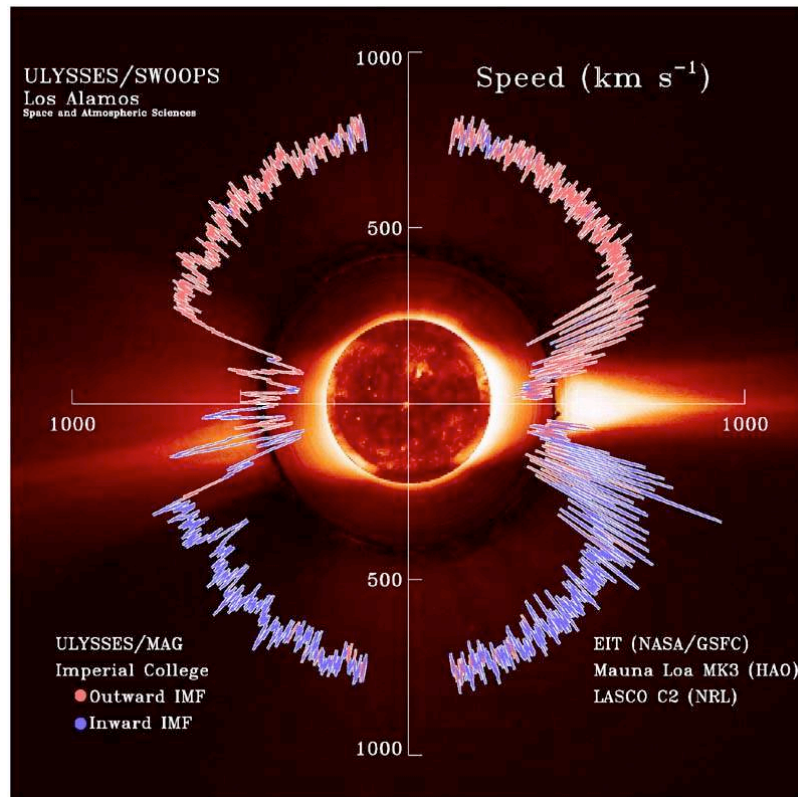 ULYSSES/SWOOPS
Los Alamos
Space and Atmospheric Sciences
Speed (km s⁻¹)
1000
500
1000
1000
500
1000
ULYSSES/MAG
Imperial College
Outward IMF
Inward IMF
EIT (NASA/GSFC)
Mauna Loa MK3 (HAO)
LASCO C2 (NRL)